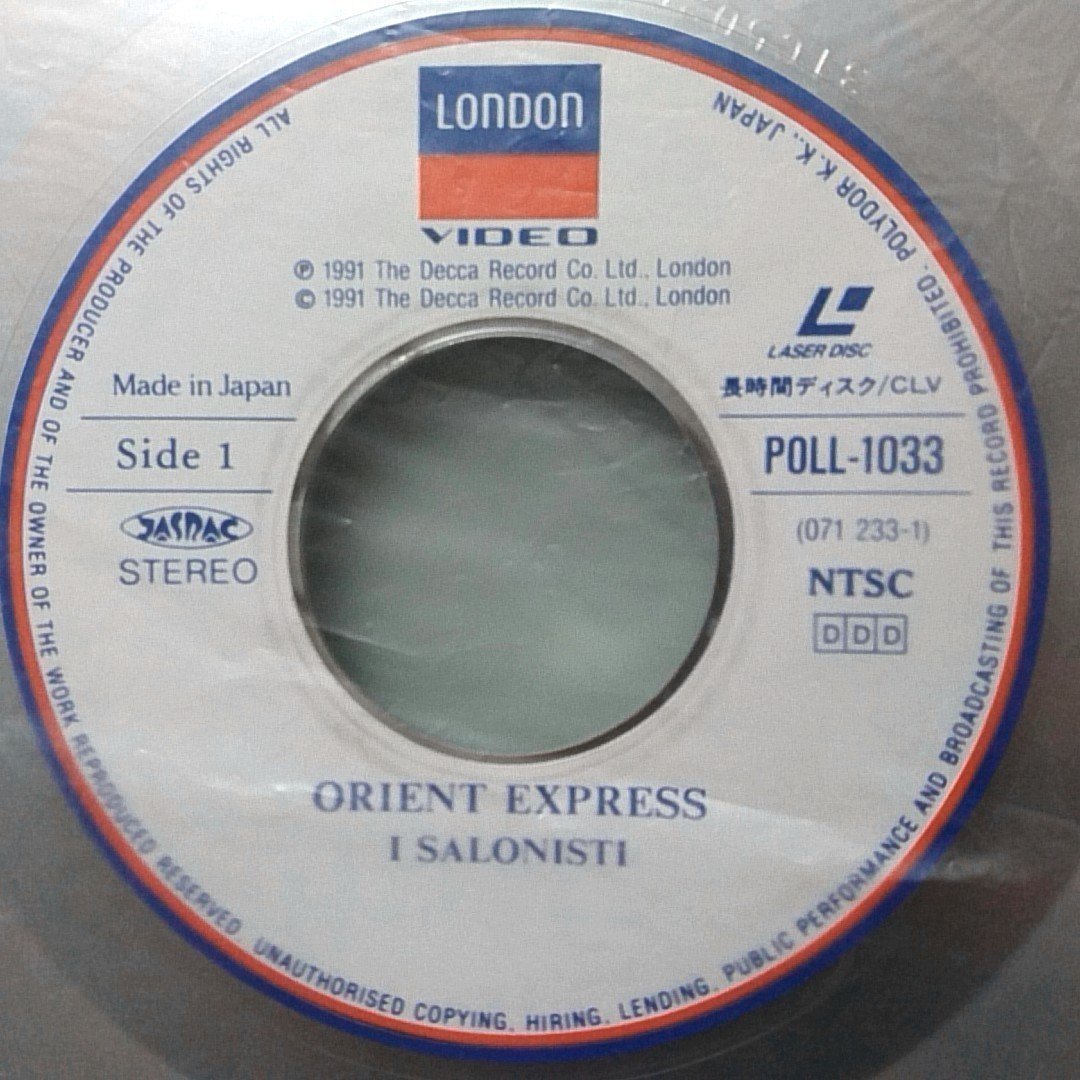 LONDON
VIDEO
℗ 1991 The Decca Record Co. Ltd., London
© 1991 The Decca Record Co. Ltd., London
LASER DISC
Made in Japan
長時間ディスク/CLV
Side 1
POLL-1033
JASRAC
STEREO
(071 233-1)
NTSC
DDD
ORIENT EXPRESS
I SALONISTI
ALL RIGHTS OF THE PRODUCER AND OF THE OWNER OF THE WORK REPRODUCED RESERVED. UNAUTHORISED COPYING, HIRING, LENDING, PUBLIC PERFORMANCE AND BROADCASTING OF THIS RECORD PROHIBITED. POLYDOR K.K., JAPAN